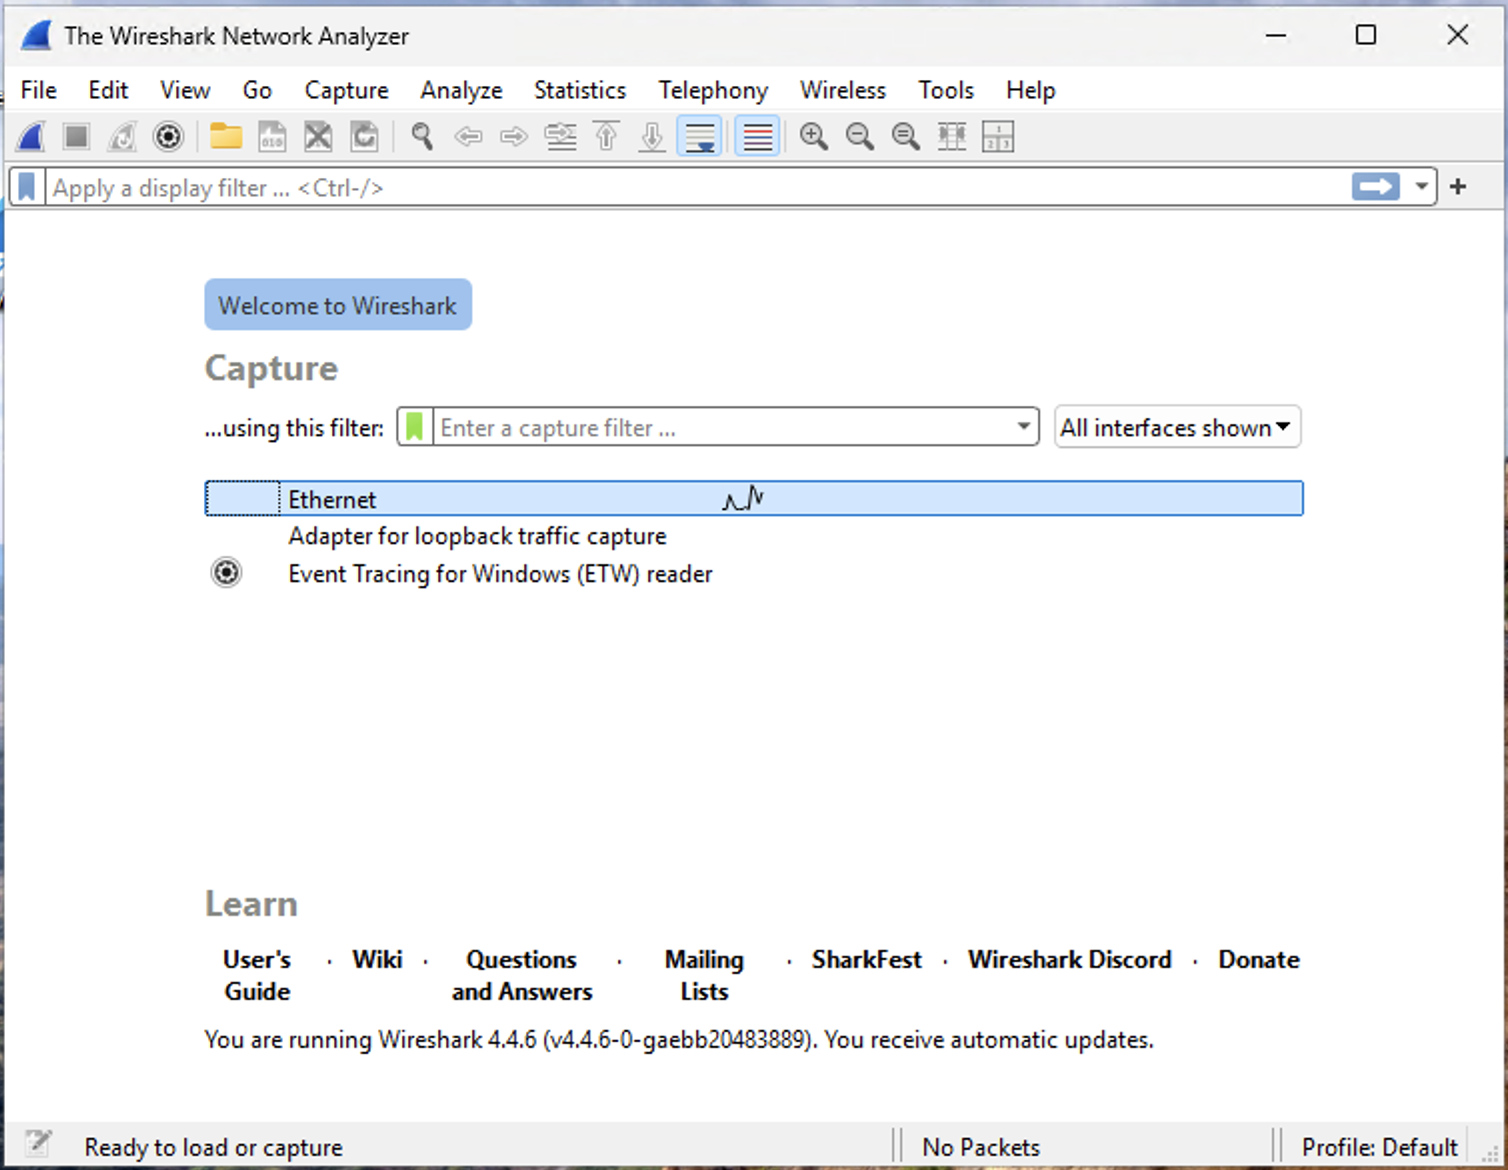 The Wireshark Network Analyzer
File Edit View Go Capture Analyze Statistics Telephony Wireless Tools Help
Apply a display filter ... <Ctrl-/>
Welcome to Wireshark
Capture
...using this filter: Enter a capture filter ... All interfaces shown
Ethernet
Adapter for loopback traffic capture
Event Tracing for Windows (ETW) reader
Learn
User's Guide · Wiki · Questions and Answers · Mailing Lists · SharkFest · Wireshark Discord · Donate
You are running Wireshark 4.4.6 (v4.4.6-0-gaebb20483889). You receive automatic updates.
Ready to load or capture No Packets Profile: Default